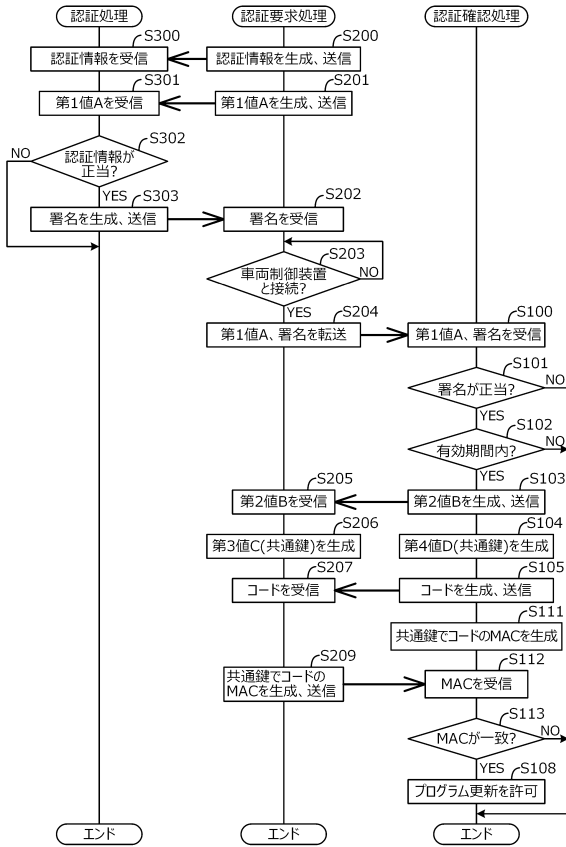 認証処理
認証要求処理
認証確認処理
S300
S200
認証情報を受信
認証情報を生成、送信
S301
S201
第1値Aを受信
第1値Aを生成、送信
S302
認証情報が
正当?
NO
YES
S303
S202
署名を生成、送信
署名を受信
S203
車両制御装置
と接続?
NO
YES
S204
S100
第1値A、署名を転送
第1値A、署名を受信
S101
署名が正当?
NO
YES
S102
有効期間内?
NO
YES
S205
S103
第2値Bを受信
第2値Bを生成、送信
S206
S104
第3値C(共通鍵)を生成
第4値D(共通鍵)を生成
S207
S105
コードを受信
コードを生成、送信
S111
共通鍵でコードのMACを生成
S209
S112
共通鍵でコードの
MACを生成、送信
MACを受信
S113
MACが一致?
NO
YES
S108
プログラム更新を許可
エンド
エンド
エンド